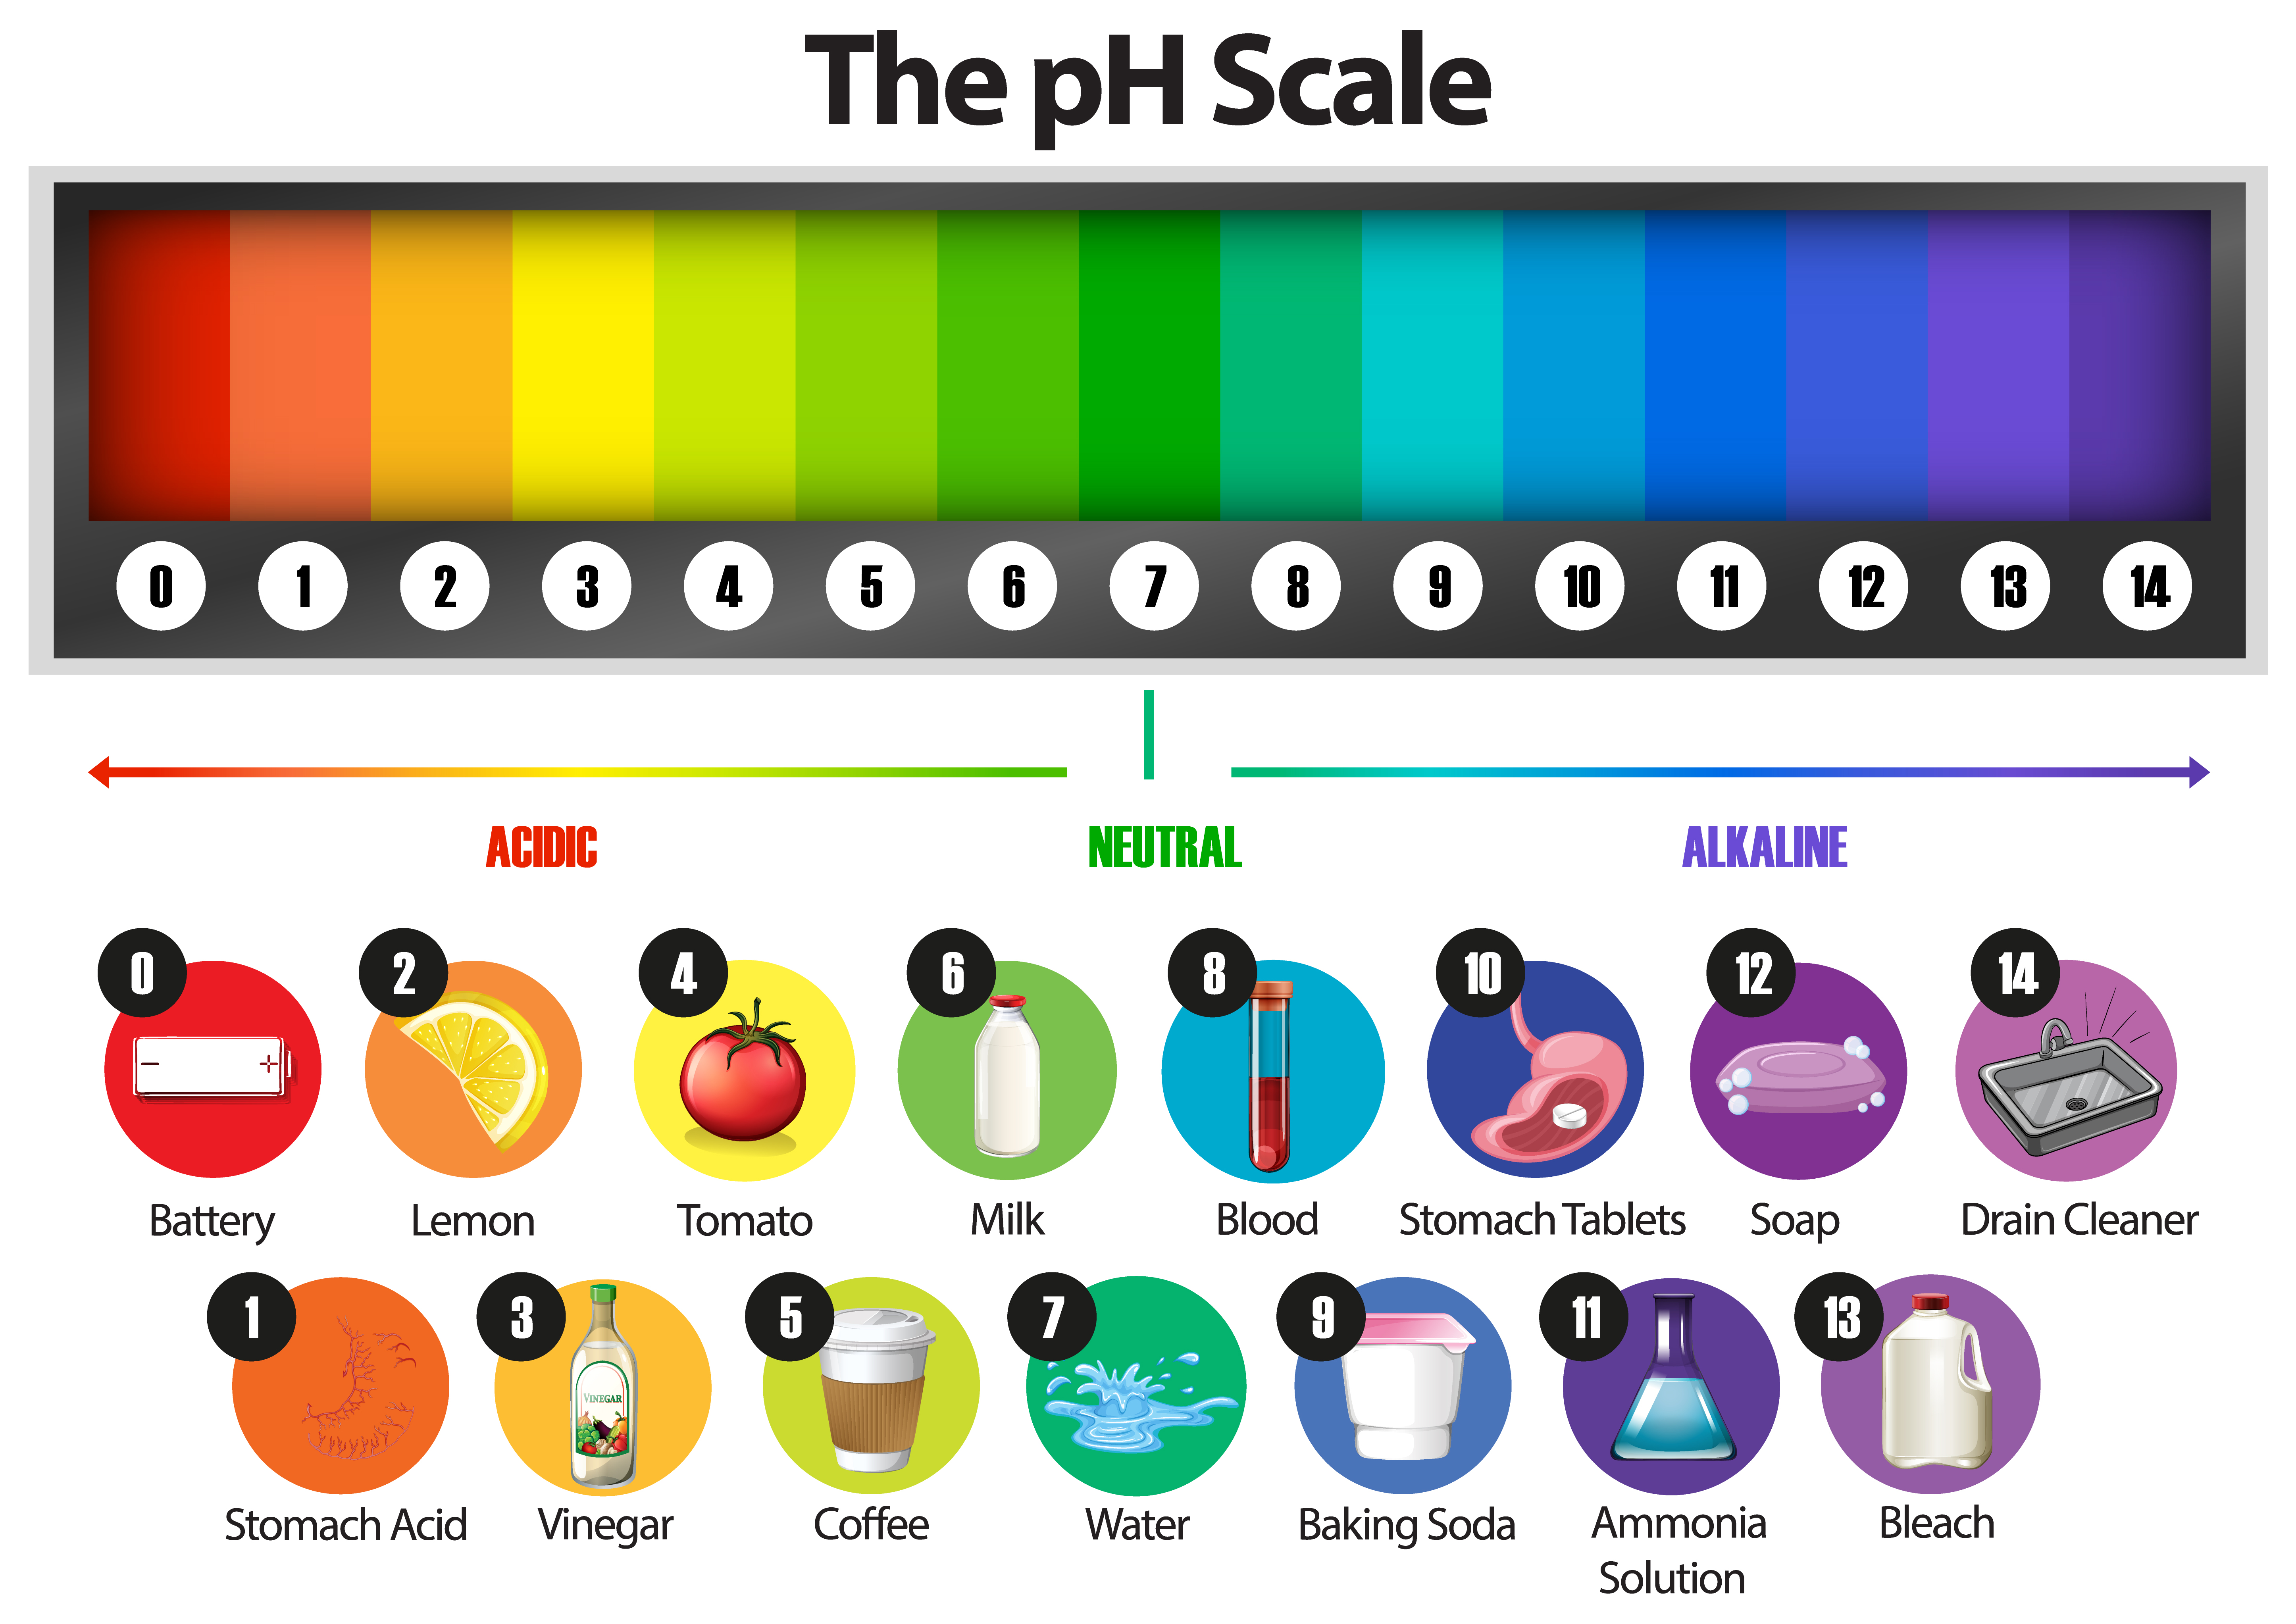 The pH Scale
0 1 2 3 4 5 6 7 8 9 10 11 12 13 14
ACIDIC NEUTRAL ALKALINE
0 2 4 6 8 10 12 14
- +
Battery Lemon Tomato Milk Blood Stomach Tablets Soap Drain Cleaner
1 3 5 7 9 11 13
VINEGAR
Stomach Acid Vinegar Coffee Water Baking Soda Ammonia Bleach
Solution